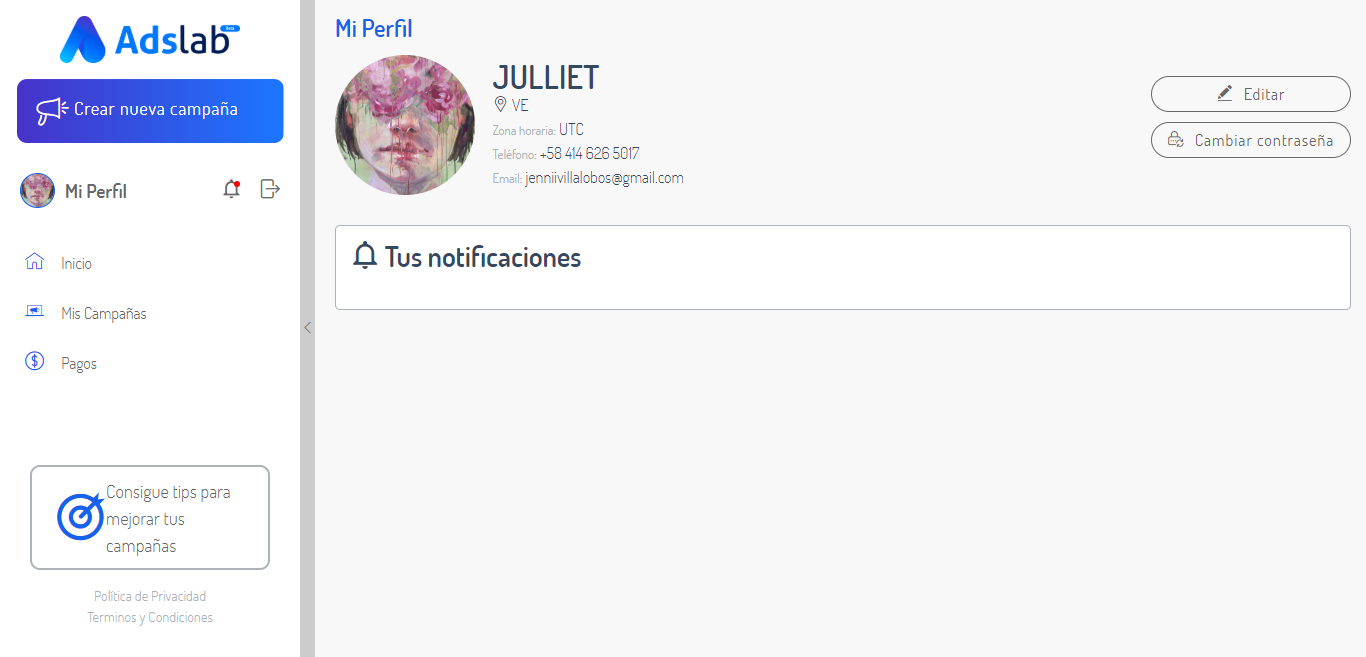 Adslab
Beta
Crear nueva campaña
Mi Perfil
Inicio
Mis Campañas
Pagos
Consigue tips para
mejorar tus
campañas
Política de Privacidad
Terminos y Condiciones
Mi Perfil
JULLIET
VE
Zona horaria: UTC
Teléfono: +58 414 626 5017
Email: jenniivillalobos@gmail.com
Editar
Cambiar contraseña
Tus notificaciones